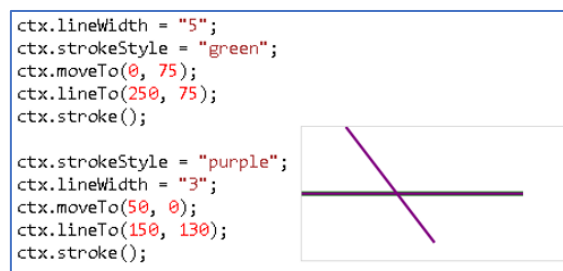 ctx.lineWidth = "5";
ctx.strokeStyle = "green";
ctx.moveTo(0, 75);
ctx.lineTo(250, 75);
ctx.stroke();
ctx.strokeStyle = "purple";
ctx.lineWidth = "3";
ctx.moveTo(50, 0);
ctx.lineTo(150, 130);
ctx.stroke();